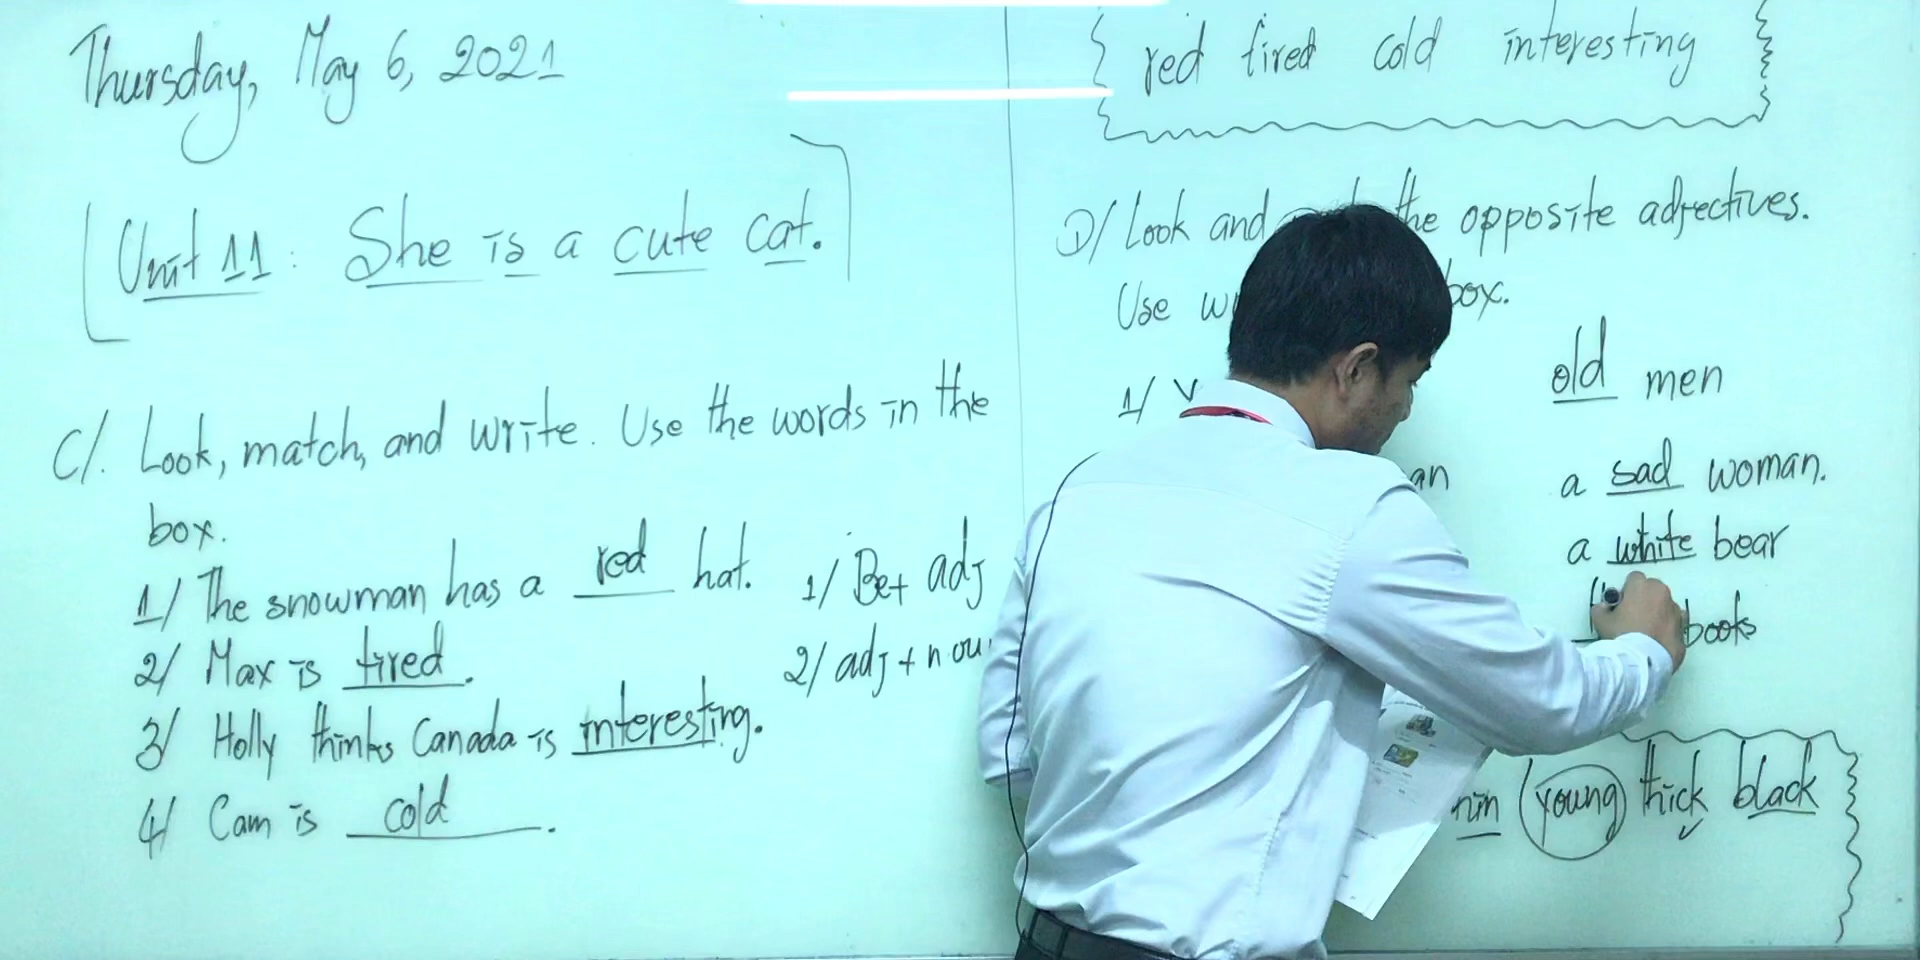 Thursday, May 6, 2021
Unit 11: She is a cute cat.
C/. Look, match, and write. Use the words in the
box.
1/ The snowman has a red hat.
2/ Max is tired.
3/ Holly thinks Canada is interesting.
4/ Cam is cold.
1/ Be + adj
2/ adj + nou
red tired cold interesting
D/ Look and the opposite adjectives.
Use box.
1/
old men
a sad woman.
a white bear
books
young thick black